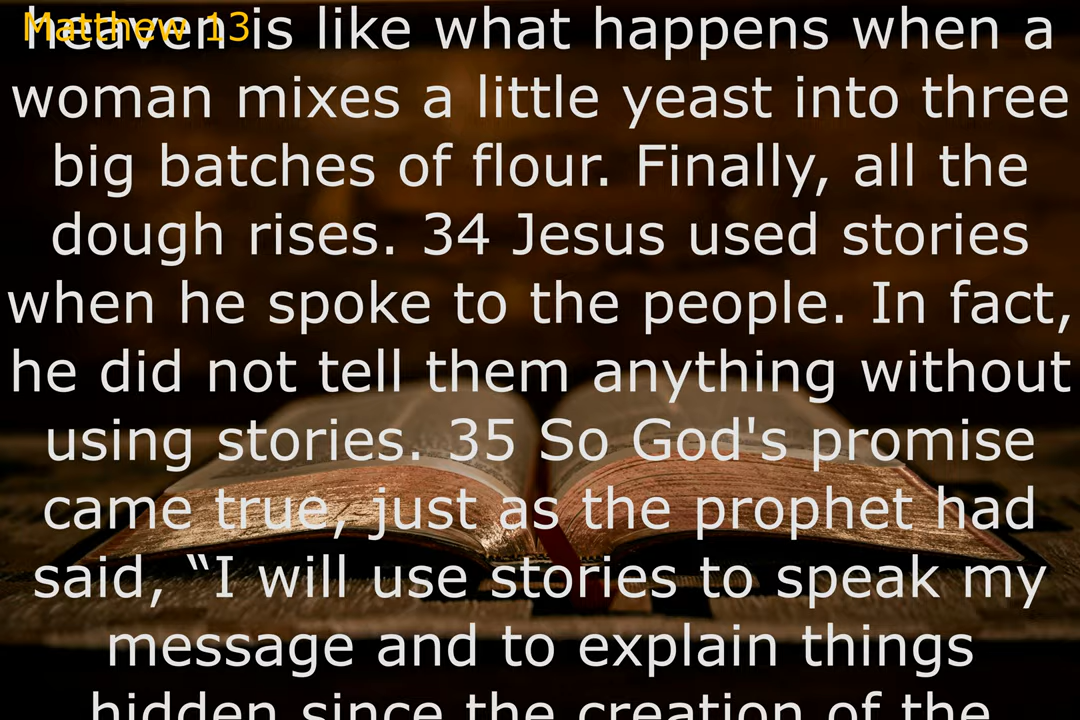 Matthew 13
heaven is like what happens when a
woman mixes a little yeast into three
big batches of flour. Finally, all the
dough rises. 34 Jesus used stories
when he spoke to the people. In fact,
he did not tell them anything without
using stories. 35 So God's promise
came true, just as the prophet had
said, “I will use stories to speak my
message and to explain things
hidden since the creation of the